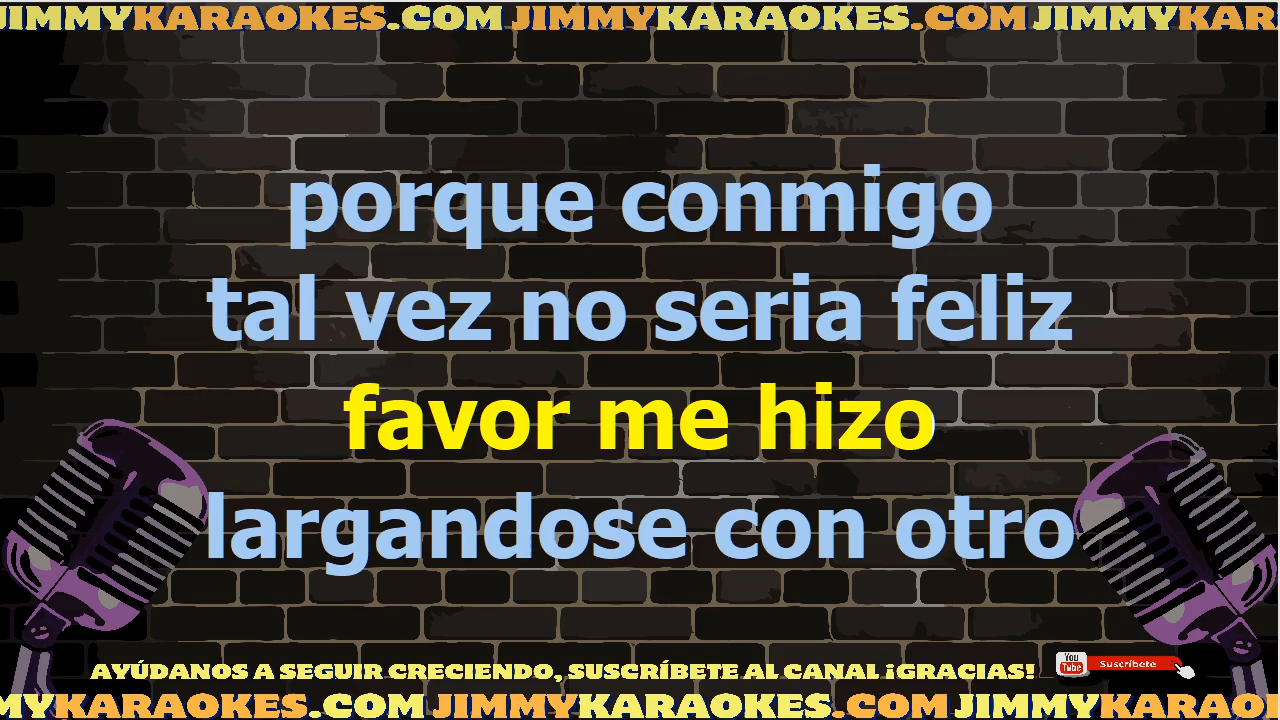 JIMMYKARAOKES.COM JIMMYKARAOKES.COM JIMMYKAR
porque conmigo
tal vez no seria feliz
favor me hizo
largandose con otro
AYÚDANOS A SEGUIR CRECIENDO, SUSCRÍBETE AL CANAL ¡GRACIAS!
You Tube Suscríbete
MYKARAOKES.COM JIMMYKARAOKES.COM JIMMYKARAO